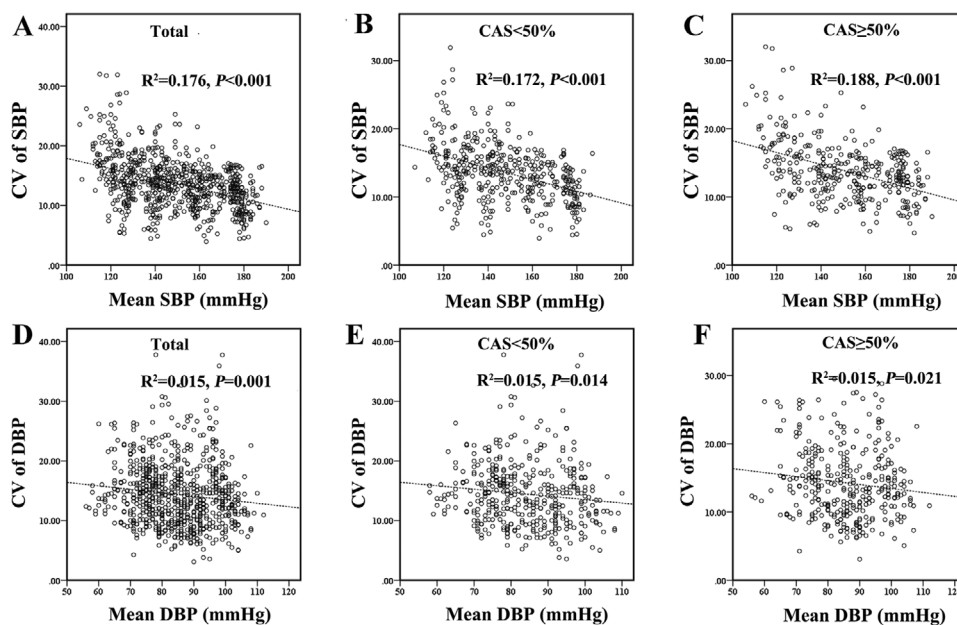 A
Total
R²=0.176, P<0.001
CV of SBP
40.00
30.00
20.00
10.00
.00
100
120
140
160
180
200
Mean SBP (mmHg)
B
CAS<50%
R²=0.172, P<0.001
CV of SBP
30.00
20.00
10.00
.00
100
120
140
160
180
200
Mean SBP (mmHg)
C
CAS≥50%
R²=0.188, P<0.001
CV of SBP
30.00
20.00
10.00
.00
100
120
140
160
180
200
Mean SBP (mmHg)
D
Total
R²=0.015, P=0.001
CV of DBP
40.00
30.00
20.00
10.00
.00
50
60
70
80
90
100
110
120
Mean DBP (mmHg)
E
CAS<50%
R²=0.015, P=0.014
CV of DBP
40.00
30.00
20.00
10.00
.00
50
60
70
80
90
100
110
Mean DBP (mmHg)
F
CAS≥50%
R²=0.015, P=0.021
CV of DBP
30.00
20.00
10.00
.00
50
60
70
80
90
100
110
120
Mean DBP (mmHg)